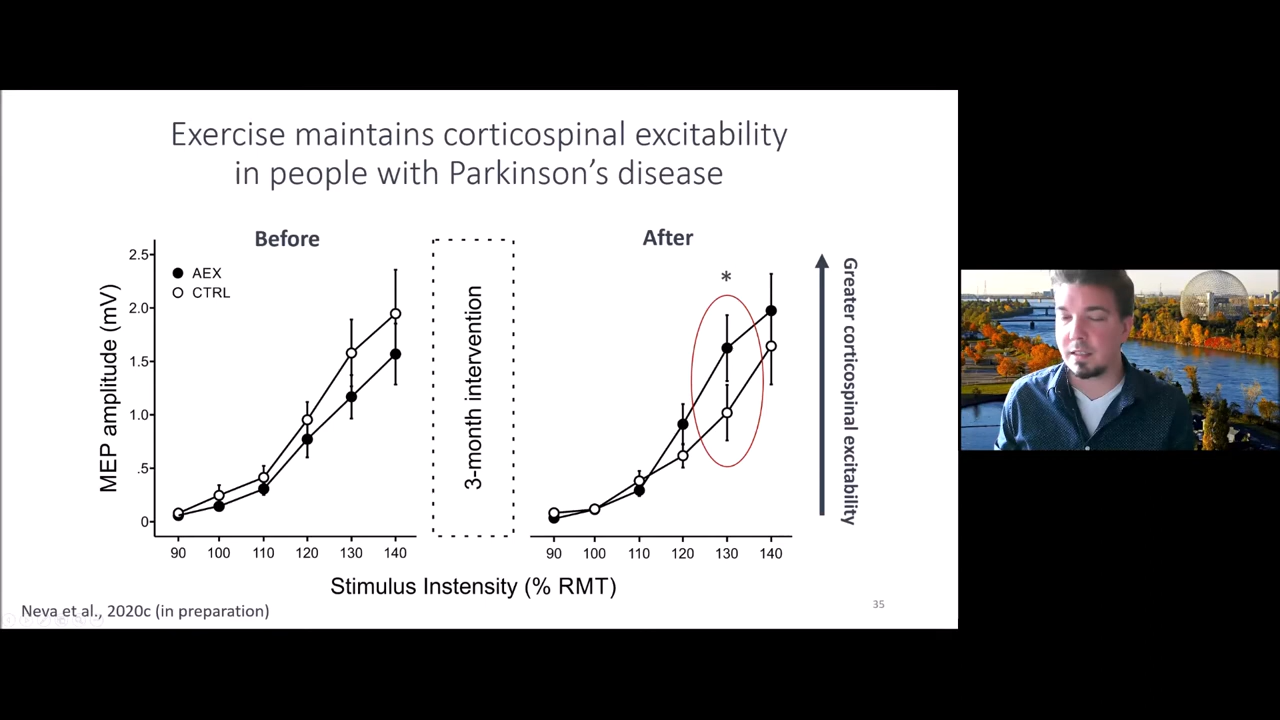 Exercise maintains corticospinal excitability
in people with Parkinson's disease
Before
After
AEX
CTRL
*
MEP amplitude (mV)
2.5
2.0
1.5
1.0
.5
0
3-month intervention
Greater corticospinal excitability
90 100 110 120 130 140
90 100 110 120 130 140
Stimulus Instensity (% RMT)
Neva et al., 2020c (in preparation)
35